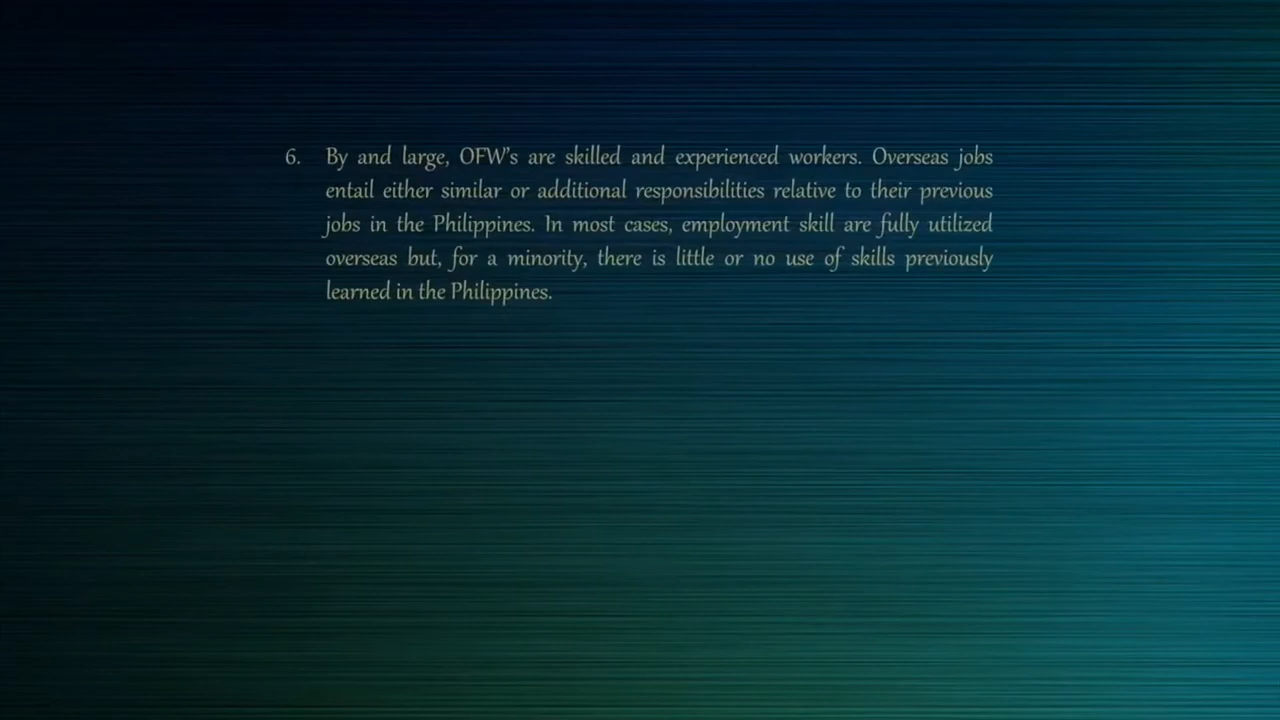 6. By and large, OFW's are skilled and experienced workers. Overseas jobs
entail either similar or additional responsibilities relative to their previous
jobs in the Philippines. In most cases, employment skill are fully utilized
overseas but, for a minority, there is little or no use of skills previously
learned in the Philippines.